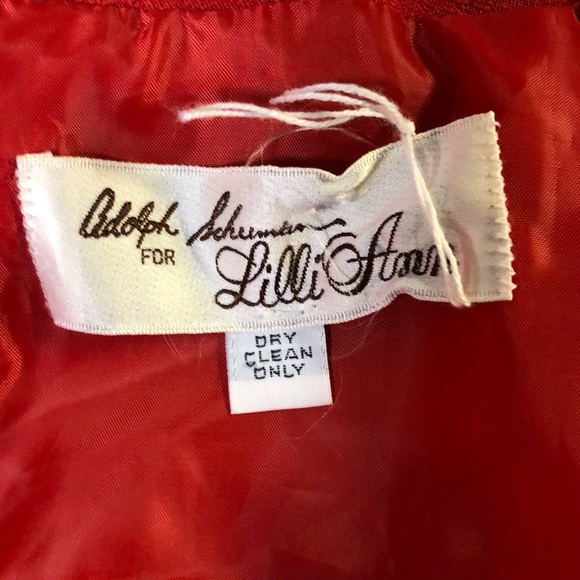 Adolph Schuman
FOR
Lilli Ann
DRY
CLEAN
ONLY